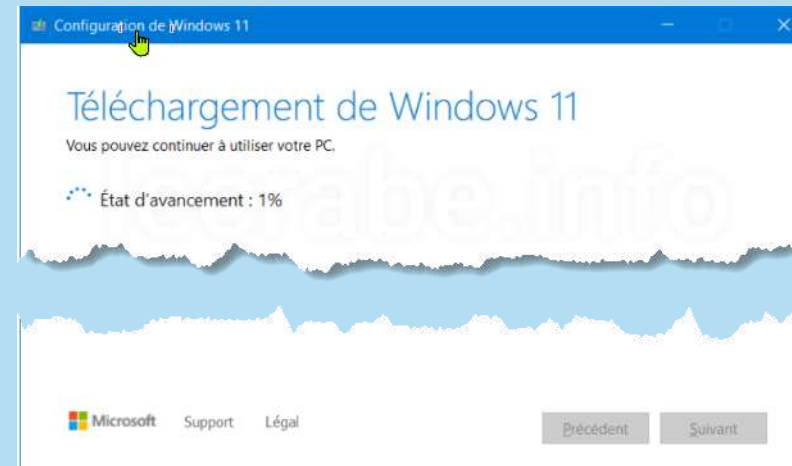 Configuration de Windows 11
Téléchargement de Windows 11
Vous pouvez continuer à utiliser votre PC.
État d'avancement : 1%
Microsoft Support Légal Précédent Suivant